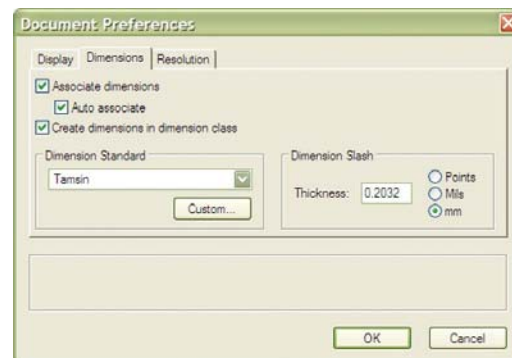 Document Preferences
Display Dimensions Resolution
Associate dimensions
Auto associate
Create dimensions in dimension class
Dimension Standard
Tamsin
Custom...
Dimension Slash
Thickness: 0.2032
Points
Mils
mm
OK Cancel